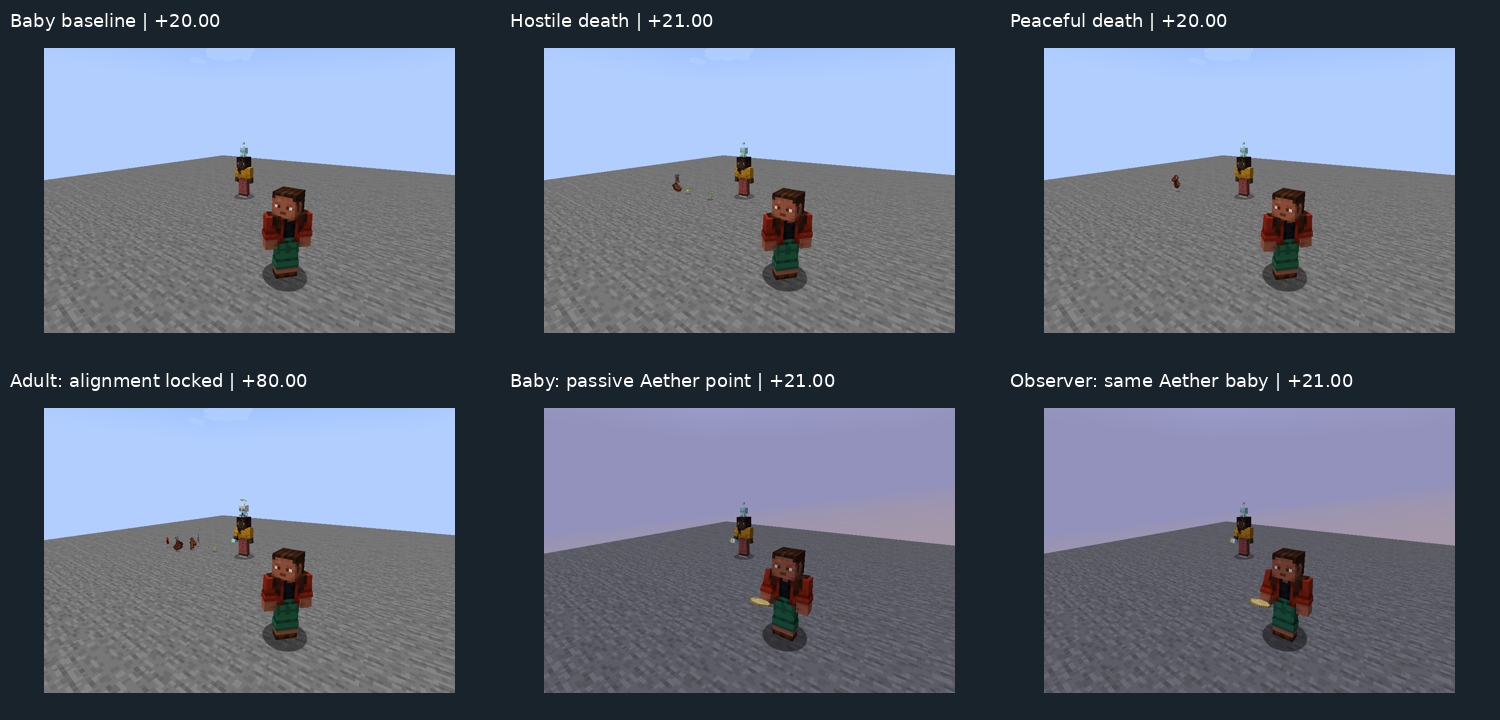 Baby baseline | +20.00
Hostile death | +21.00
Peaceful death | +20.00
Adult: alignment locked | +80.00
Baby: passive Aether point | +21.00
Observer: same Aether baby | +21.00